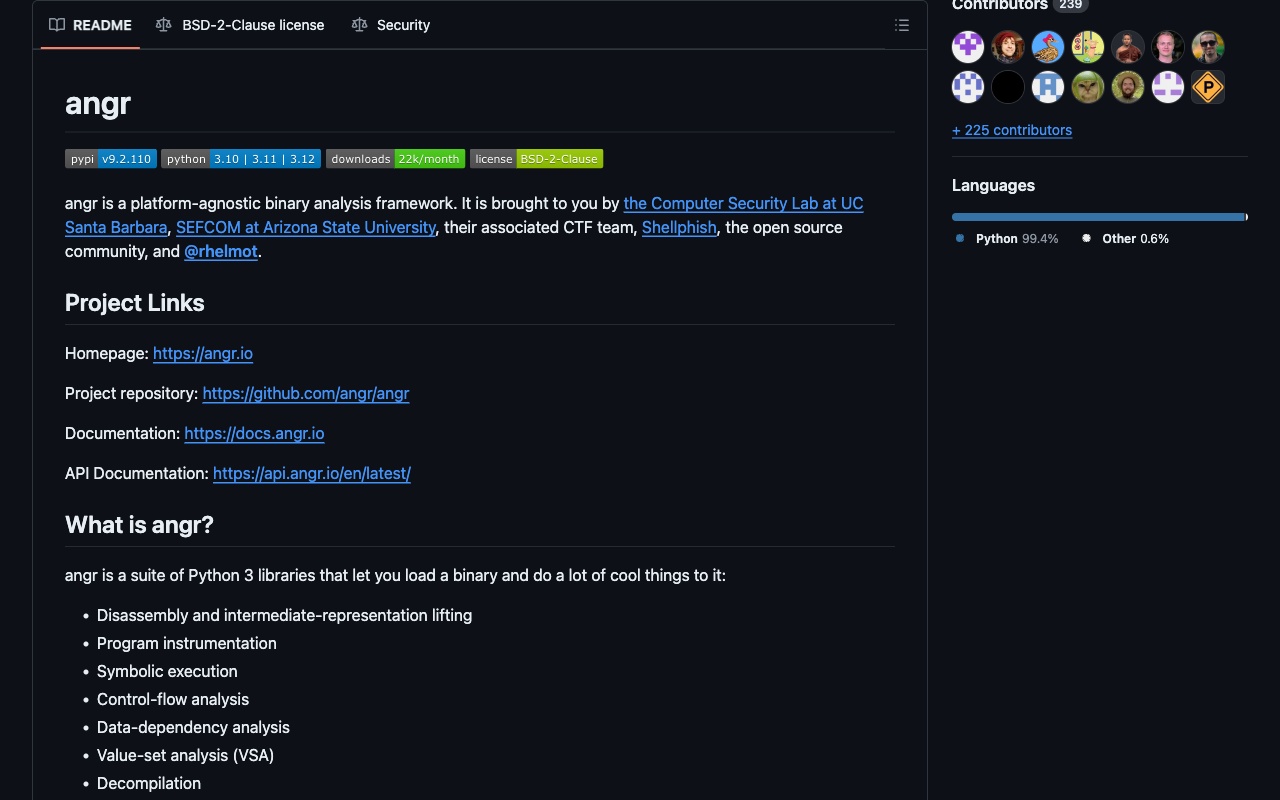 README
BSD-2-Clause license
Security
angr
pypi v9.2.110 python 3.10 | 3.11 | 3.12 downloads 22k/month license BSD-2-Clause
angr is a platform-agnostic binary analysis framework. It is brought to you by the Computer Security Lab at UC
Santa Barbara, SEFCOM at Arizona State University, their associated CTF team, Shellphish, the open source
community, and @rhelmot.
Project Links
Homepage: https://angr.io
Project repository: https://github.com/angr/angr
Documentation: https://docs.angr.io
API Documentation: https://api.angr.io/en/latest/
What is angr?
angr is a suite of Python 3 libraries that let you load a binary and do a lot of cool things to it:
• Disassembly and intermediate-representation lifting
• Program instrumentation
• Symbolic execution
• Control-flow analysis
• Data-dependency analysis
• Value-set analysis (VSA)
• Decompilation
Contributors 239
P
+ 225 contributors
Languages
Python 99.4% Other 0.6%